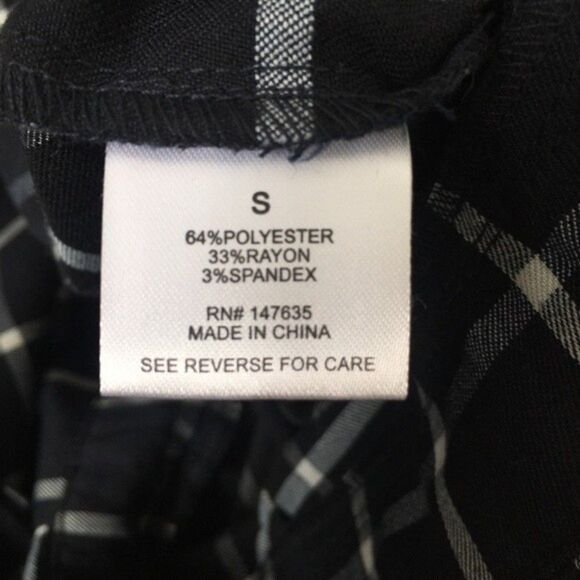 S
64%POLYESTER
33%RAYON
3%SPANDEX
RN# 147635
MADE IN CHINA
SEE REVERSE FOR CARE